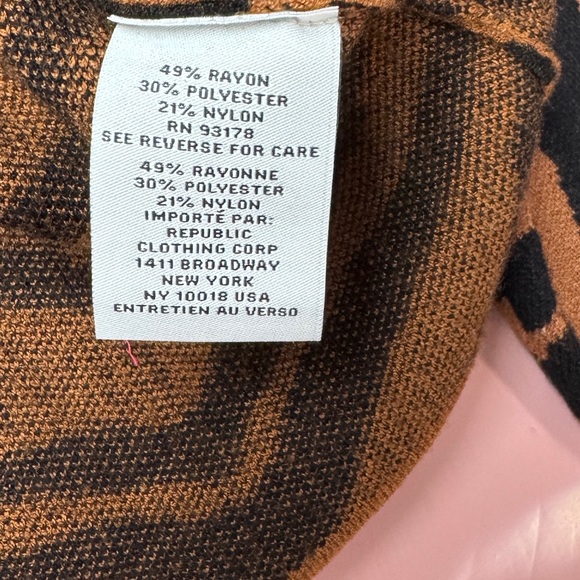 49% RAYON
30% POLYESTER
21% NYLON
RN 93178
SEE REVERSE FOR CARE
49% RAYONNE
30% POLYESTER
21% NYLON
IMPORTÉ PAR:
REPUBLIC
CLOTHING CORP
1411 BROADWAY
NEW YORK
NY 10018 USA
ENTRETIEN AU VERSO